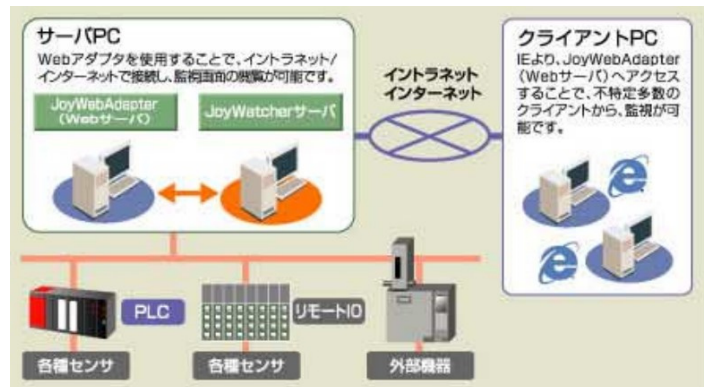 サーバPC
Webアダプタを使用することで、イントラネット/
インターネットで接続し、監視画面の閲覧が可能です。
JoyWebAdapter
(Webサーバ)
JoyWatcherサーバ
イントラネット
インターネット
クライアントPC
IEより、JoyWebAdapter
(Webサーバ)へアクセス
することで、不特定多数の
クライアントから、監視が可
能です。
PLC
リモートIO
各種センサ
各種センサ
外部機器